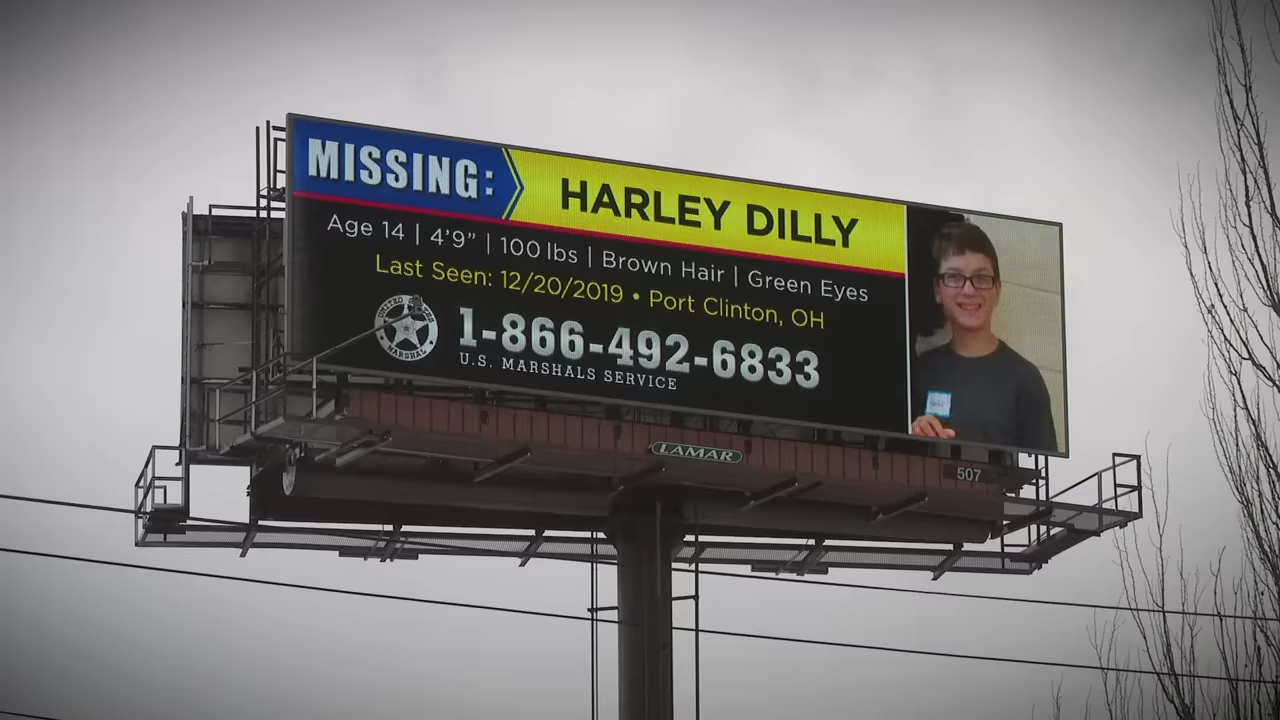 MISSING: HARLEY DILLY
Age 14 | 4'9" | 100 lbs | Brown Hair | Green Eyes
Last Seen: 12/20/2019 • Port Clinton, OH
1-866-492-6833
U.S. MARSHALS SERVICE
MARSHAL
LAMAR
507